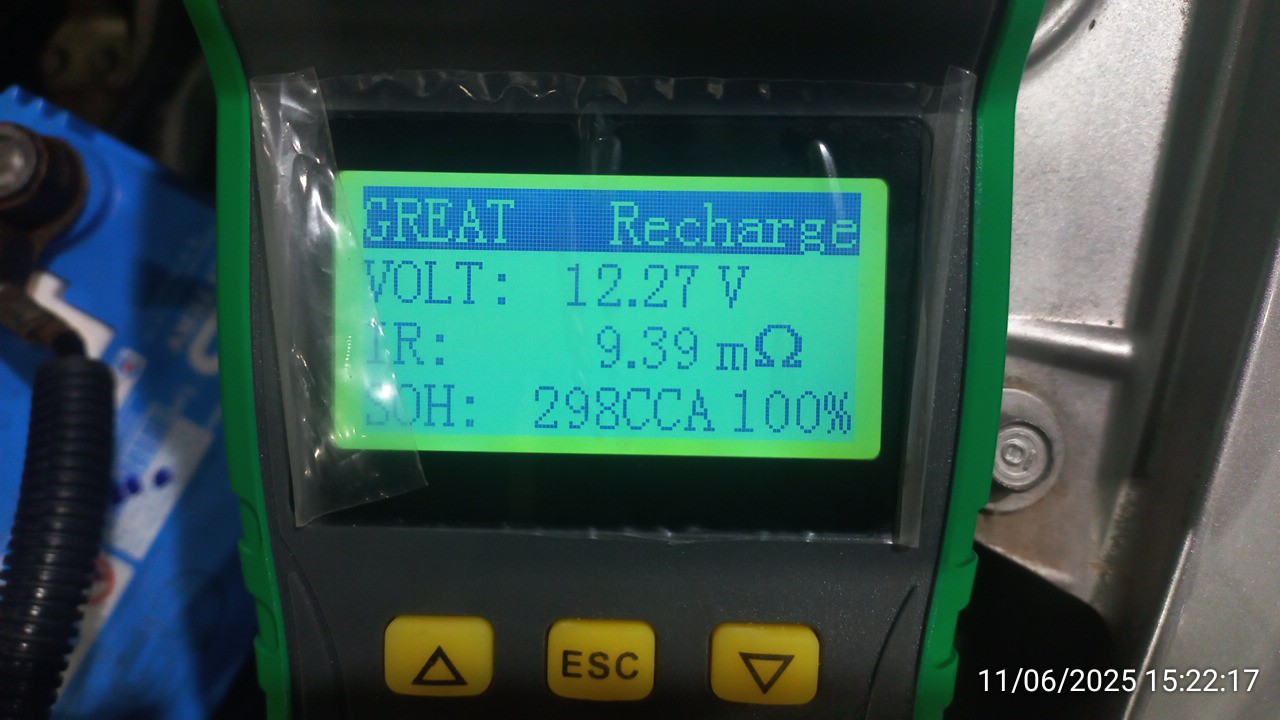 GREAT Recharge
VOLT: 12.27 V
IR: 9.39 mΩ
SOH: 298CCA 100%
ESC
11/06/2025 15:22:17